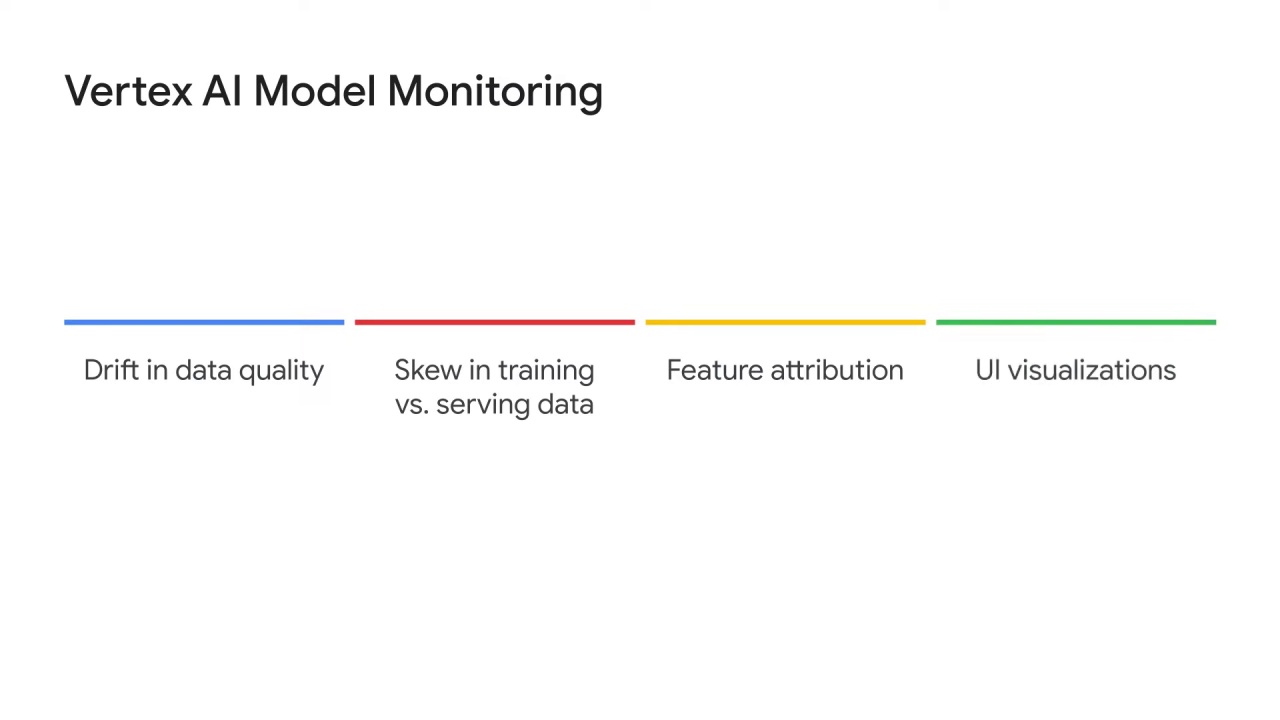 Vertex AI Model Monitoring
Drift in data quality
Skew in training
vs. serving data
Feature attribution
UI visualizations